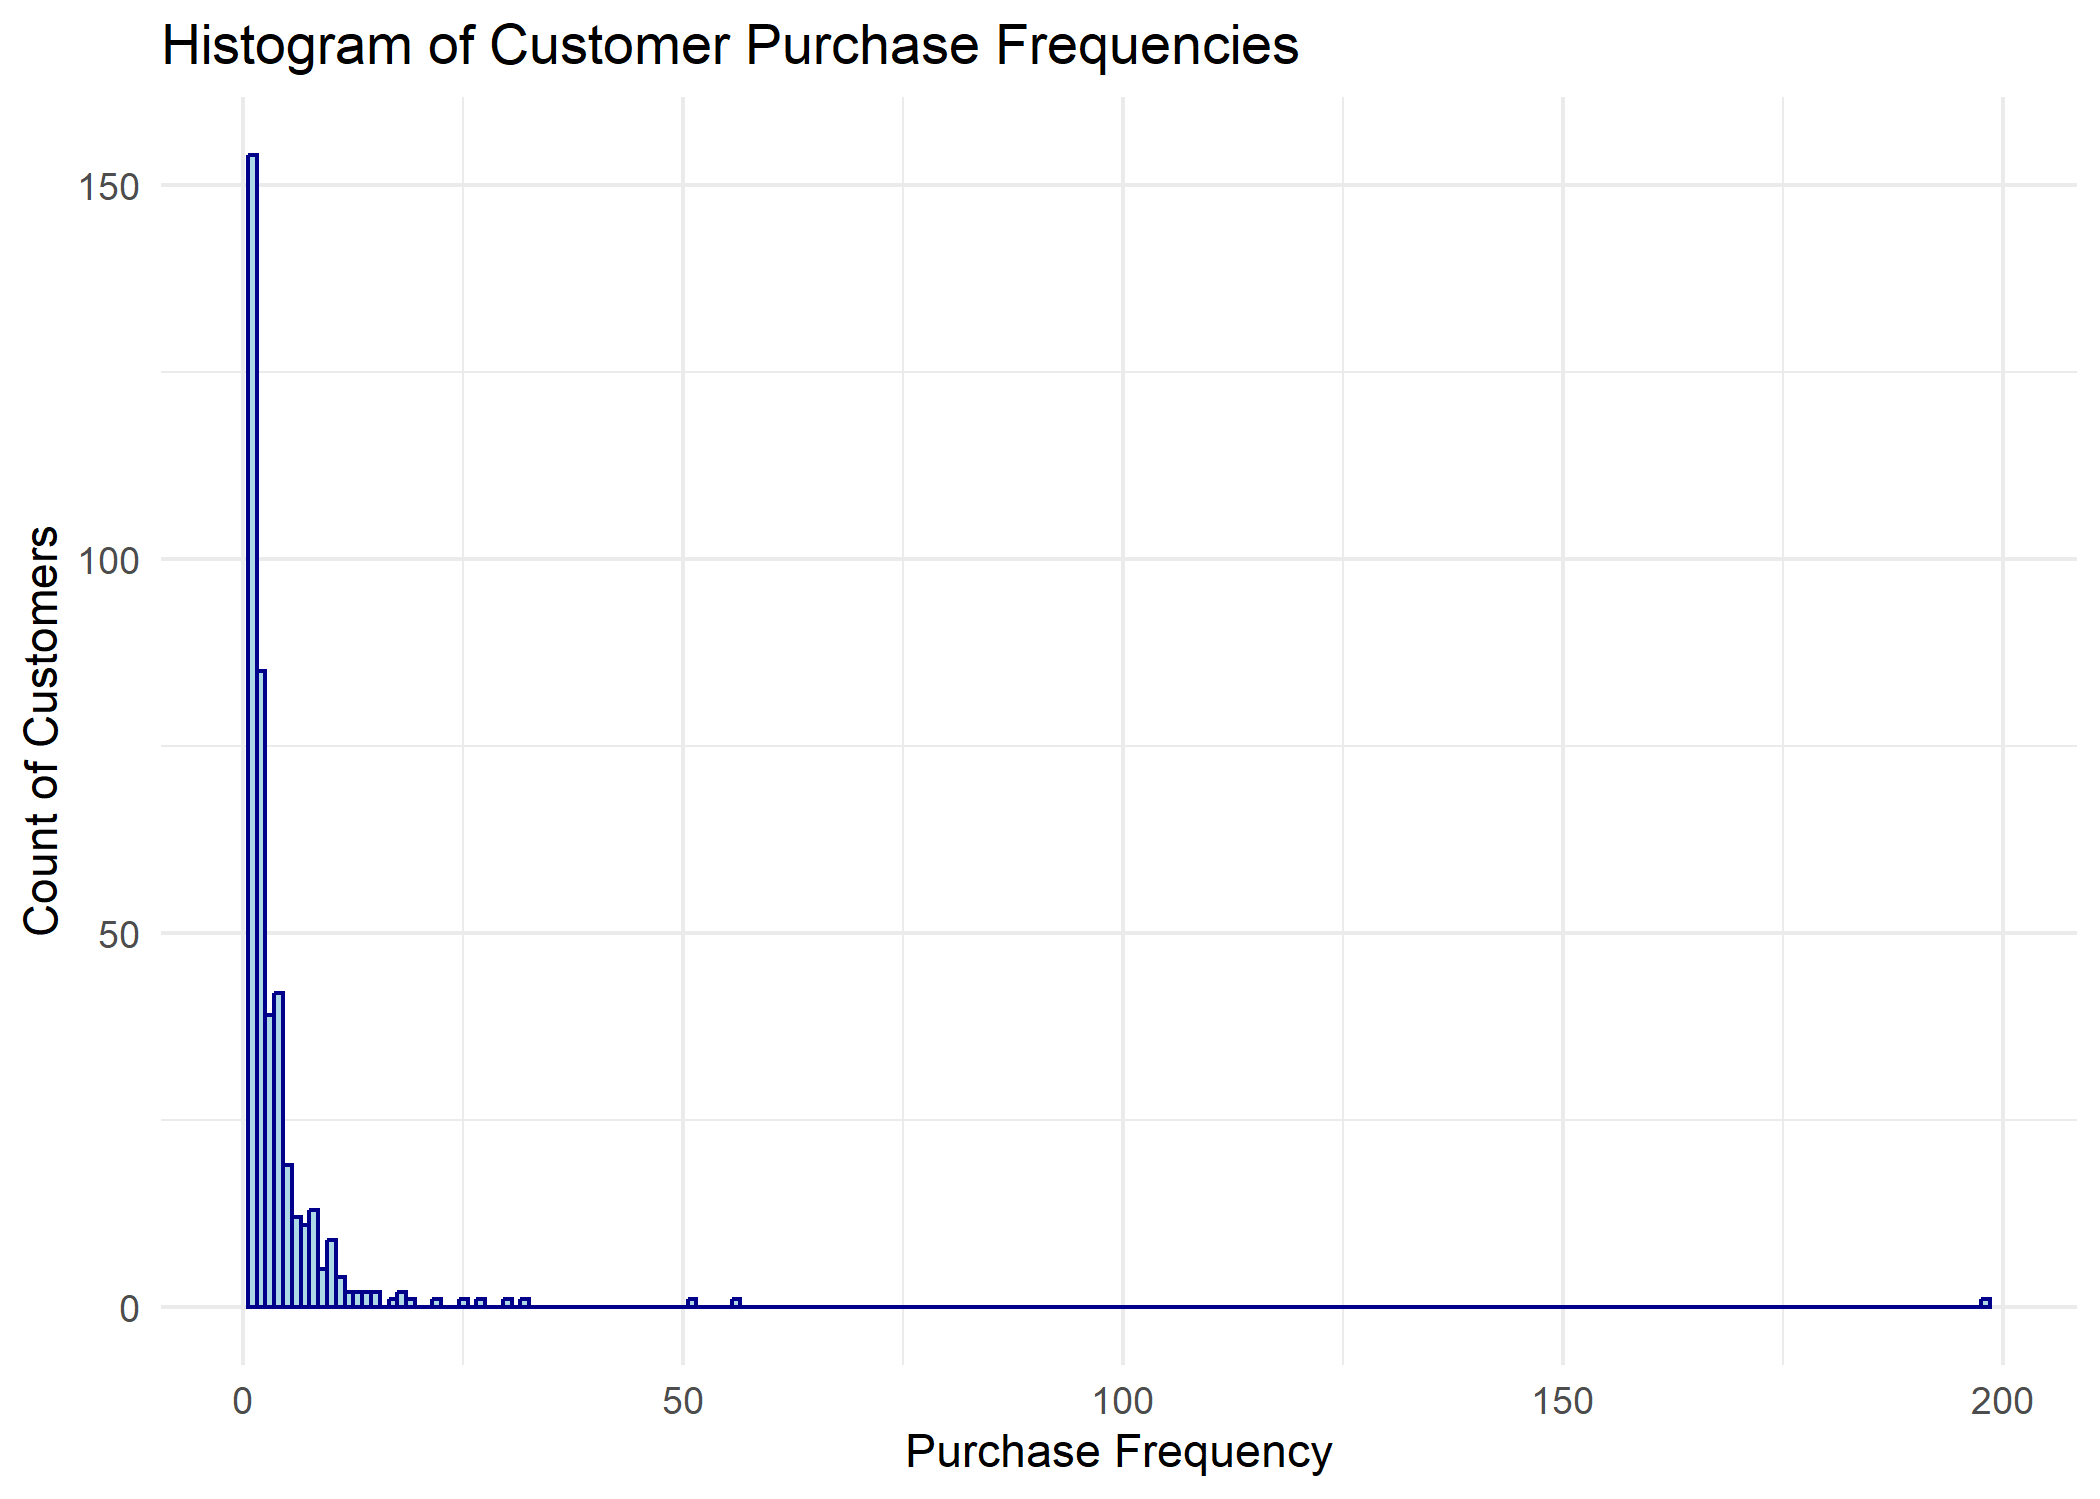 Histogram of Customer Purchase Frequencies
150
100
50
0
Count of Customers
0 50 100 150 200
Purchase Frequency